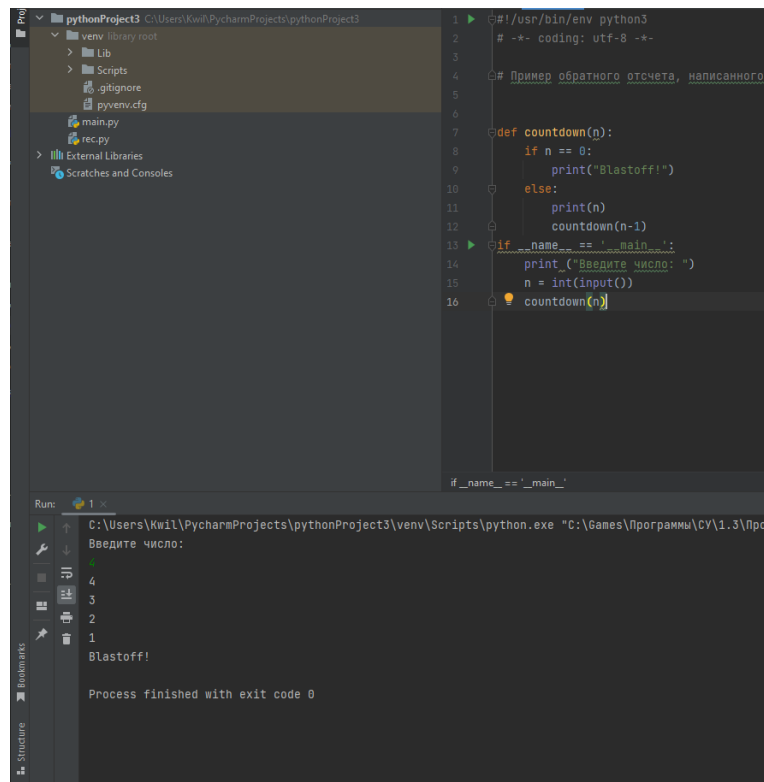 Proj
pythonProject3 C:\Users\Kwil\PycharmProjects\pythonProject3
venv library root
Lib
Scripts
.gitignore
pyvenv.cfg
main.py
rec.py
External Libraries
Scratches and Consoles
1 #!/usr/bin/env python3
2 # -*- coding: utf-8 -*-
3
4 # Пример обратного отсчета, написанного
5
6
7 def countdown(n):
8 if n == 0:
9 print("Blastoff!")
10 else:
11 print(n)
12 countdown(n-1)
13 if __name__ == '__main__':
14 print ("Введите число: ")
15 n = int(input())
16 countdown(n)
if __name__ == '__main__'
Run: 1
C:\Users\Kwil\PycharmProjects\pythonProject3\venv\Scripts\python.exe "C:\Games\Программы\СУ\1.3\Про
Введите число:
4
4
3
2
1
Blastoff!
Process finished with exit code 0
Bookmarks
Structure